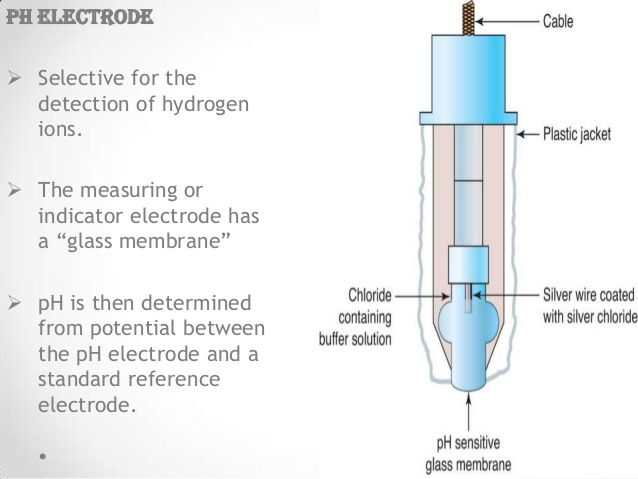 PH ELECTRODE
➢ Selective for the
detection of hydrogen
ions.
➢ The measuring or
indicator electrode has
a “glass membrane”
➢ pH is then determined
from potential between
the pH electrode and a
standard reference
electrode.
•
Cable
Plastic jacket
Chloride
containing
buffer solution
Silver wire coated
with silver chloride
pH sensitive
glass membrane